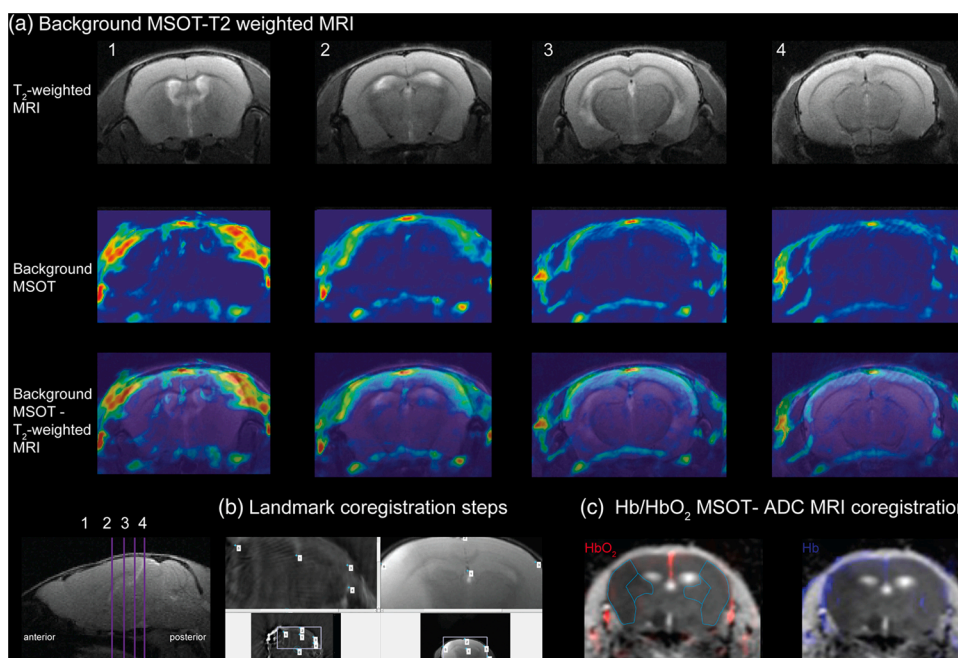 (a) Background MSOT-T2 weighted MRI
1 2 3 4
T2-weighted
MRI
Background
MSOT
Background
MSOT -
T2-weighted
MRI
(b) Landmark coregistration steps
(c) Hb/HbO2 MSOT- ADC MRI coregistration
1 2 3 4
anterior
posterior
HbO2
Hb